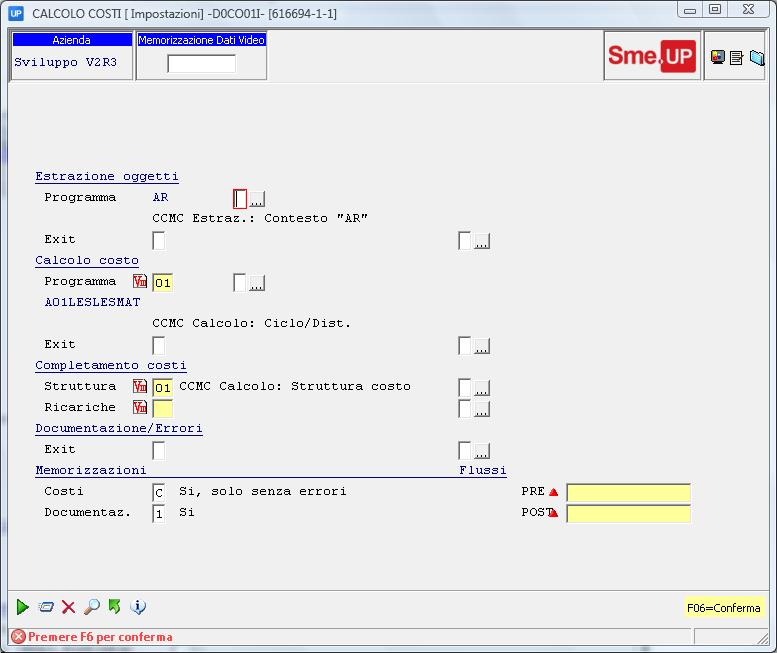 UP CALCOLO COSTI [ Impostazioni] -D0CO01I- [616694-1-1]
Azienda
Sviluppo V2R3
Memorizzazione Dati Video
Sme.UP
Estrazione oggetti
Programma AR ...
CCMC Estraz.: Contesto "AR"
Exit ...
Calcolo costo
Programma Vm 01 ...
A01LESLESMAT
CCMC Calcolo: Ciclo/Dist.
Exit ...
Completamento costi
Struttura Vm 01 CCMC Calcolo: Struttura costo ...
Ricariche Vm ...
Documentazione/Errori
Exit ...
Memorizzazioni Flussi
Costi C Si, solo senza errori PRE
Documentaz. 1 Si POST
F06=Conferma
Premere F6 per conferma